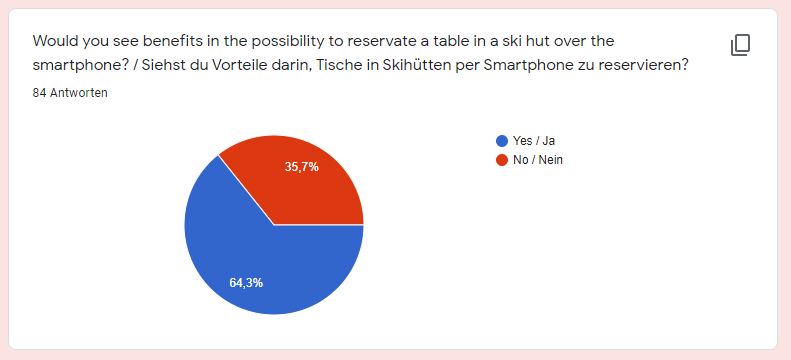 Would you see benefits in the possibility to reservate a table in a ski hut over the
smartphone? / Siehst du Vorteile darin, Tische in Skihütten per Smartphone zu reservieren?
84 Antworten
Yes / Ja
No / Nein
35,7%
64,3%